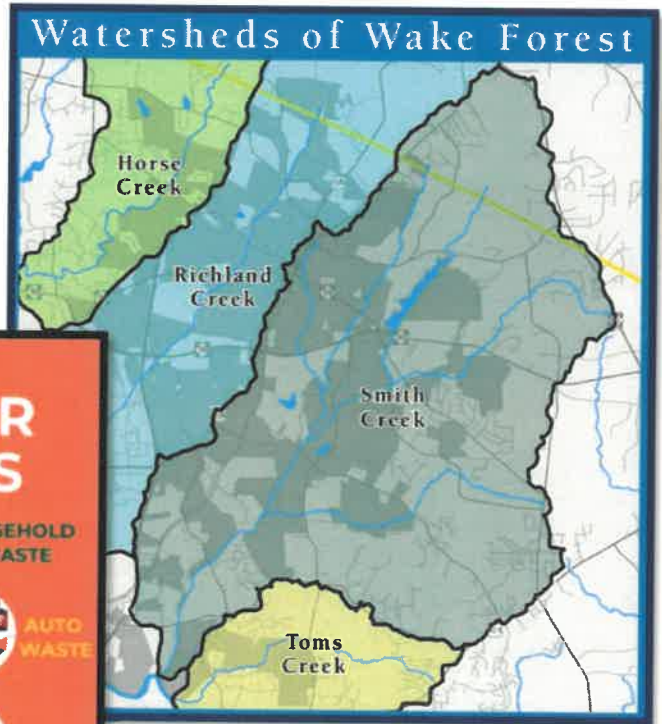 Watersheds of Wake Forest
Horse
Creek
Richland
Creek
Smith
Creek
Toms
Creek
R
S
SEHOLD
ASTE
AUTO
WASTE